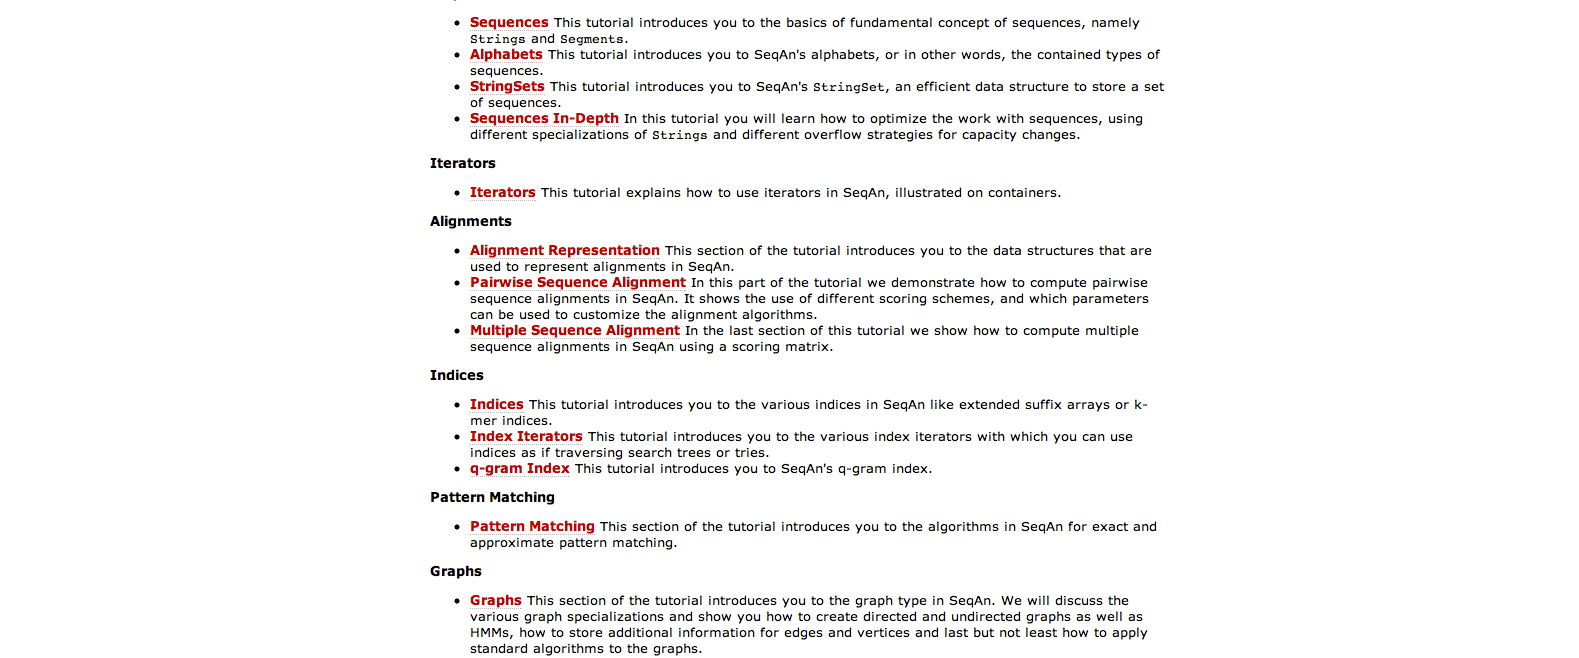 Sequences This tutorial introduces you to the basics of fundamental concept of sequences, namely
Strings and Segments.
Alphabets This tutorial introduces you to SeqAn's alphabets, or in other words, the contained types of
sequences.
StringSets This tutorial introduces you to SeqAn's StringSet, an efficient data structure to store a set
of sequences.
Sequences In-Depth In this tutorial you will learn how to optimize the work with sequences, using
different specializations of Strings and different overflow strategies for capacity changes.
Iterators
Iterators This tutorial explains how to use iterators in SeqAn, illustrated on containers.
Alignments
Alignment Representation This section of the tutorial introduces you to the data structures that are
used to represent alignments in SeqAn.
Pairwise Sequence Alignment In this part of the tutorial we demonstrate how to compute pairwise
sequence alignments in SeqAn. It shows the use of different scoring schemes, and which parameters
can be used to customize the alignment algorithms.
Multiple Sequence Alignment In the last section of this tutorial we show how to compute multiple
sequence alignments in SeqAn using a scoring matrix.
Indices
Indices This tutorial introduces you to the various indices in SeqAn like extended suffix arrays or k-
mer indices.
Index Iterators This tutorial introduces you to the various index iterators with which you can use
indices as if traversing search trees or tries.
q-gram Index This tutorial introduces you to SeqAn's q-gram index.
Pattern Matching
Pattern Matching This section of the tutorial introduces you to the algorithms in SeqAn for exact and
approximate pattern matching.
Graphs
Graphs This section of the tutorial introduces you to the graph type in SeqAn. We will discuss the
various graph specializations and show you how to create directed and undirected graphs as well as
HMMs, how to store additional information for edges and vertices and last but not least how to apply
standard algorithms to the graphs.